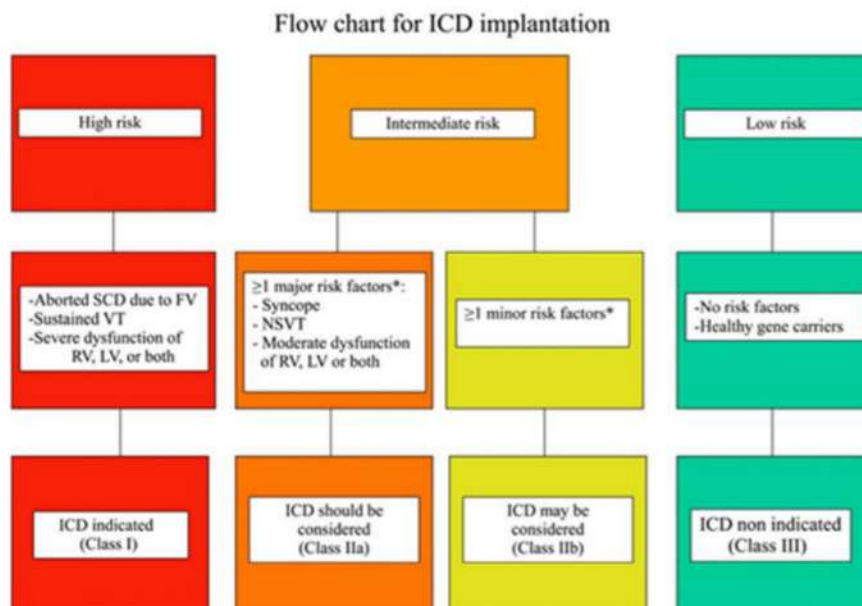 Flow chart for ICD implantation
High risk
Intermediate risk
Low risk
-Aborted SCD due to FV
-Sustained VT
-Severe dysfunction of
RV, LV, or both
≥1 major risk factors*:
- Syncope
- NSVT
- Moderate dysfunction
of RV, LV or both
≥1 minor risk factors*
-No risk factors
-Healthy gene carriers
ICD indicated
(Class I)
ICD should be
considered
(Class IIa)
ICD may be
considered
(Class IIb)
ICD non indicated
(Class III)